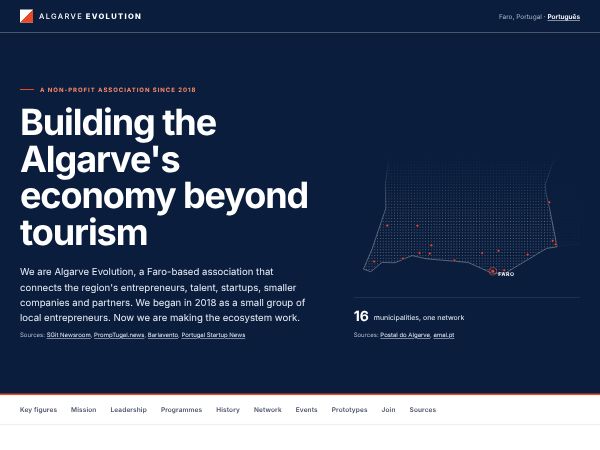 ALGARVE EVOLUTION
Faro, Portugal · Português
A NON-PROFIT ASSOCIATION SINCE 2018
Building the
Algarve's
economy beyond
tourism
We are Algarve Evolution, a Faro-based association that
connects the region's entrepreneurs, talent, startups, smaller
companies and partners. We began in 2018 as a small group of
local entrepreneurs. Now we are making the ecosystem work.
Sources: SGit Newsroom, PrompTugal.news, Barlavento, Portugal Startup News
FARO
16 municipalities, one network
Sources: Postal do Algarve, amal.pt
Key figures Mission Leadership Programmes History Network Events Prototypes Join Sources